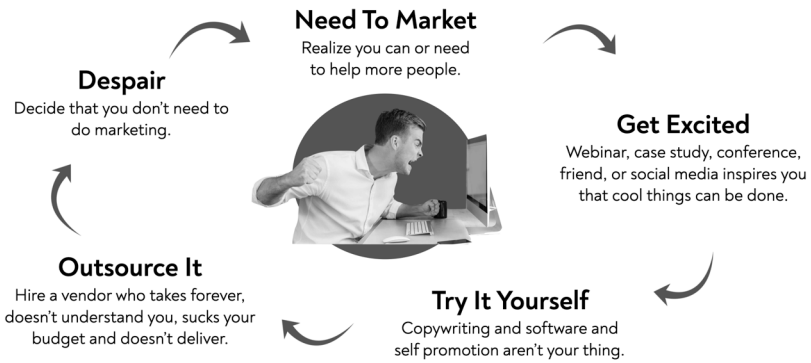 Need To Market
Realize you can or need
to help more people.
Get Excited
Webinar, case study, conference,
friend, or social media inspires you
that cool things can be done.
Try It Yourself
Copywriting and software and
self promotion aren't your thing.
Outsource It
Hire a vendor who takes forever,
doesn't understand you, sucks your
budget and doesn't deliver.
Despair
Decide that you don't need to
do marketing.